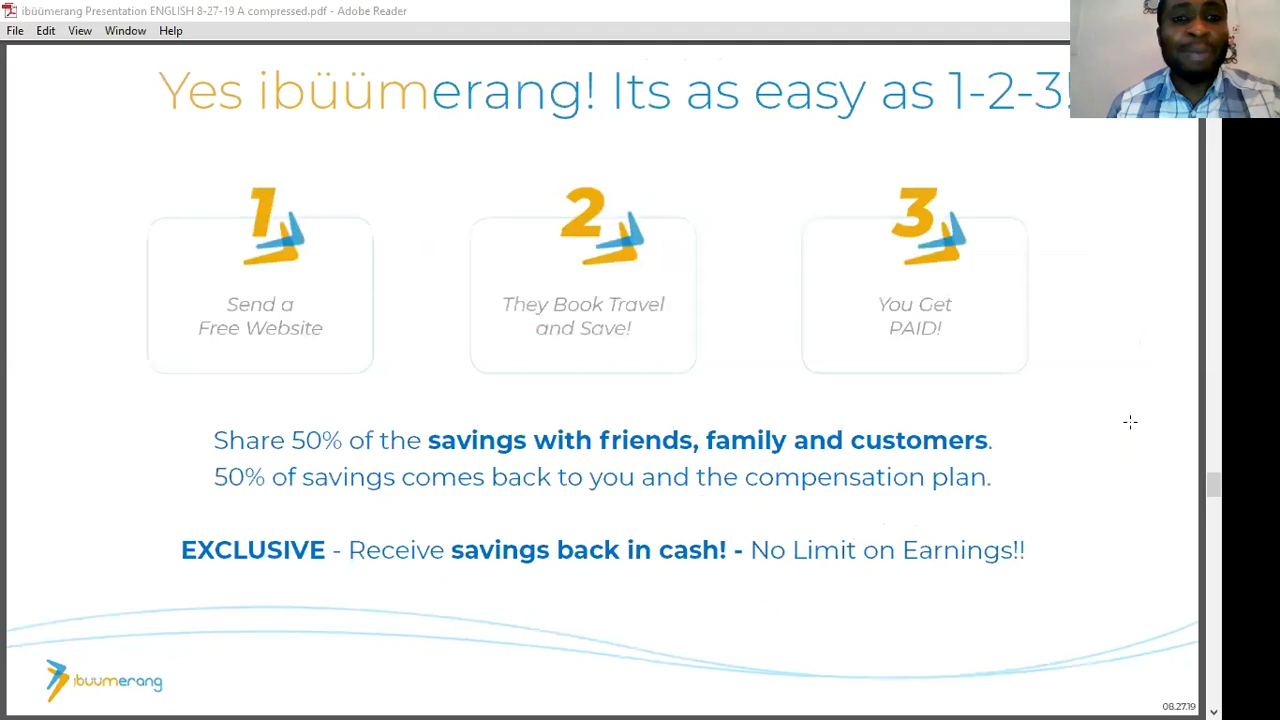 ibüümerang Presentation ENGLISH 8-27-19 A compressed.pdf - Adobe Reader
File Edit View Window Help
Yes ibüümerang! Its as easy as 1-2-3!
1
Send a
Free Website
2
They Book Travel
and Save!
3
You Get
PAID!
Share 50% of the savings with friends, family and customers.
50% of savings comes back to you and the compensation plan.
EXCLUSIVE - Receive savings back in cash! - No Limit on Earnings!!
ibuumerang
08.27.19